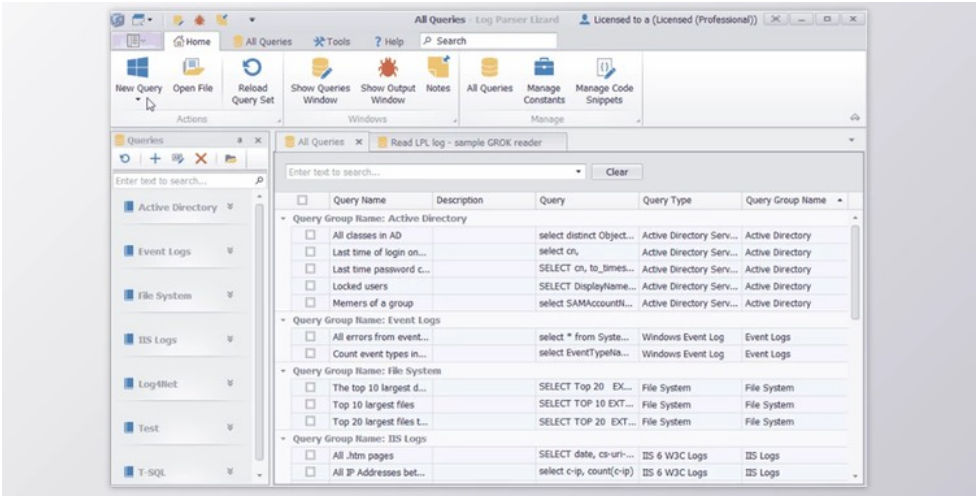 All Queries - Log Parser Lizard
Licensed to a (Licensed (Professional))
Home All Queries Tools ? Help Search
New Query Open File Reload Query Set Show Queries Window Show Output Window Notes All Queries Manage Constants Manage Code Snippets
Actions Windows Manage
Queries
Enter text to search...
Active Directory
Event Logs
File System
IIS Logs
Log4Net
Test
T-SQL
All Queries Read LPL log - sample GROK reader
Enter text to search... Clear
Query Name Description Query Query Type Query Group Name
Query Group Name: Active Directory
All classes in AD select distinct Object... Active Directory Serv... Active Directory
Last time of login on... select cn, Active Directory Serv... Active Directory
Last time password c... SELECT cn, to_times... Active Directory Serv... Active Directory
Locked users SELECT DisplayName... Active Directory Serv... Active Directory
Memers of a group select SAMAccountN... Active Directory Serv... Active Directory
Query Group Name: Event Logs
All errors from event... select * from Syste... Windows Event Log Event Logs
Count event types in... select EventTypeNa... Windows Event Log Event Logs
Query Group Name: File System
The top 10 largest d... SELECT Top 20 EX... File System File System
Top 10 largest files SELECT TOP 10 EXT... File System File System
Top 20 largest files t... SELECT TOP 20 EXT... File System File System
Query Group Name: IIS Logs
All .htm pages SELECT date, cs-uri-... IIS 6 W3C Logs IIS Logs
All IP Addresses bet... select c-ip, count(c-ip) IIS 6 W3C Logs IIS Logs